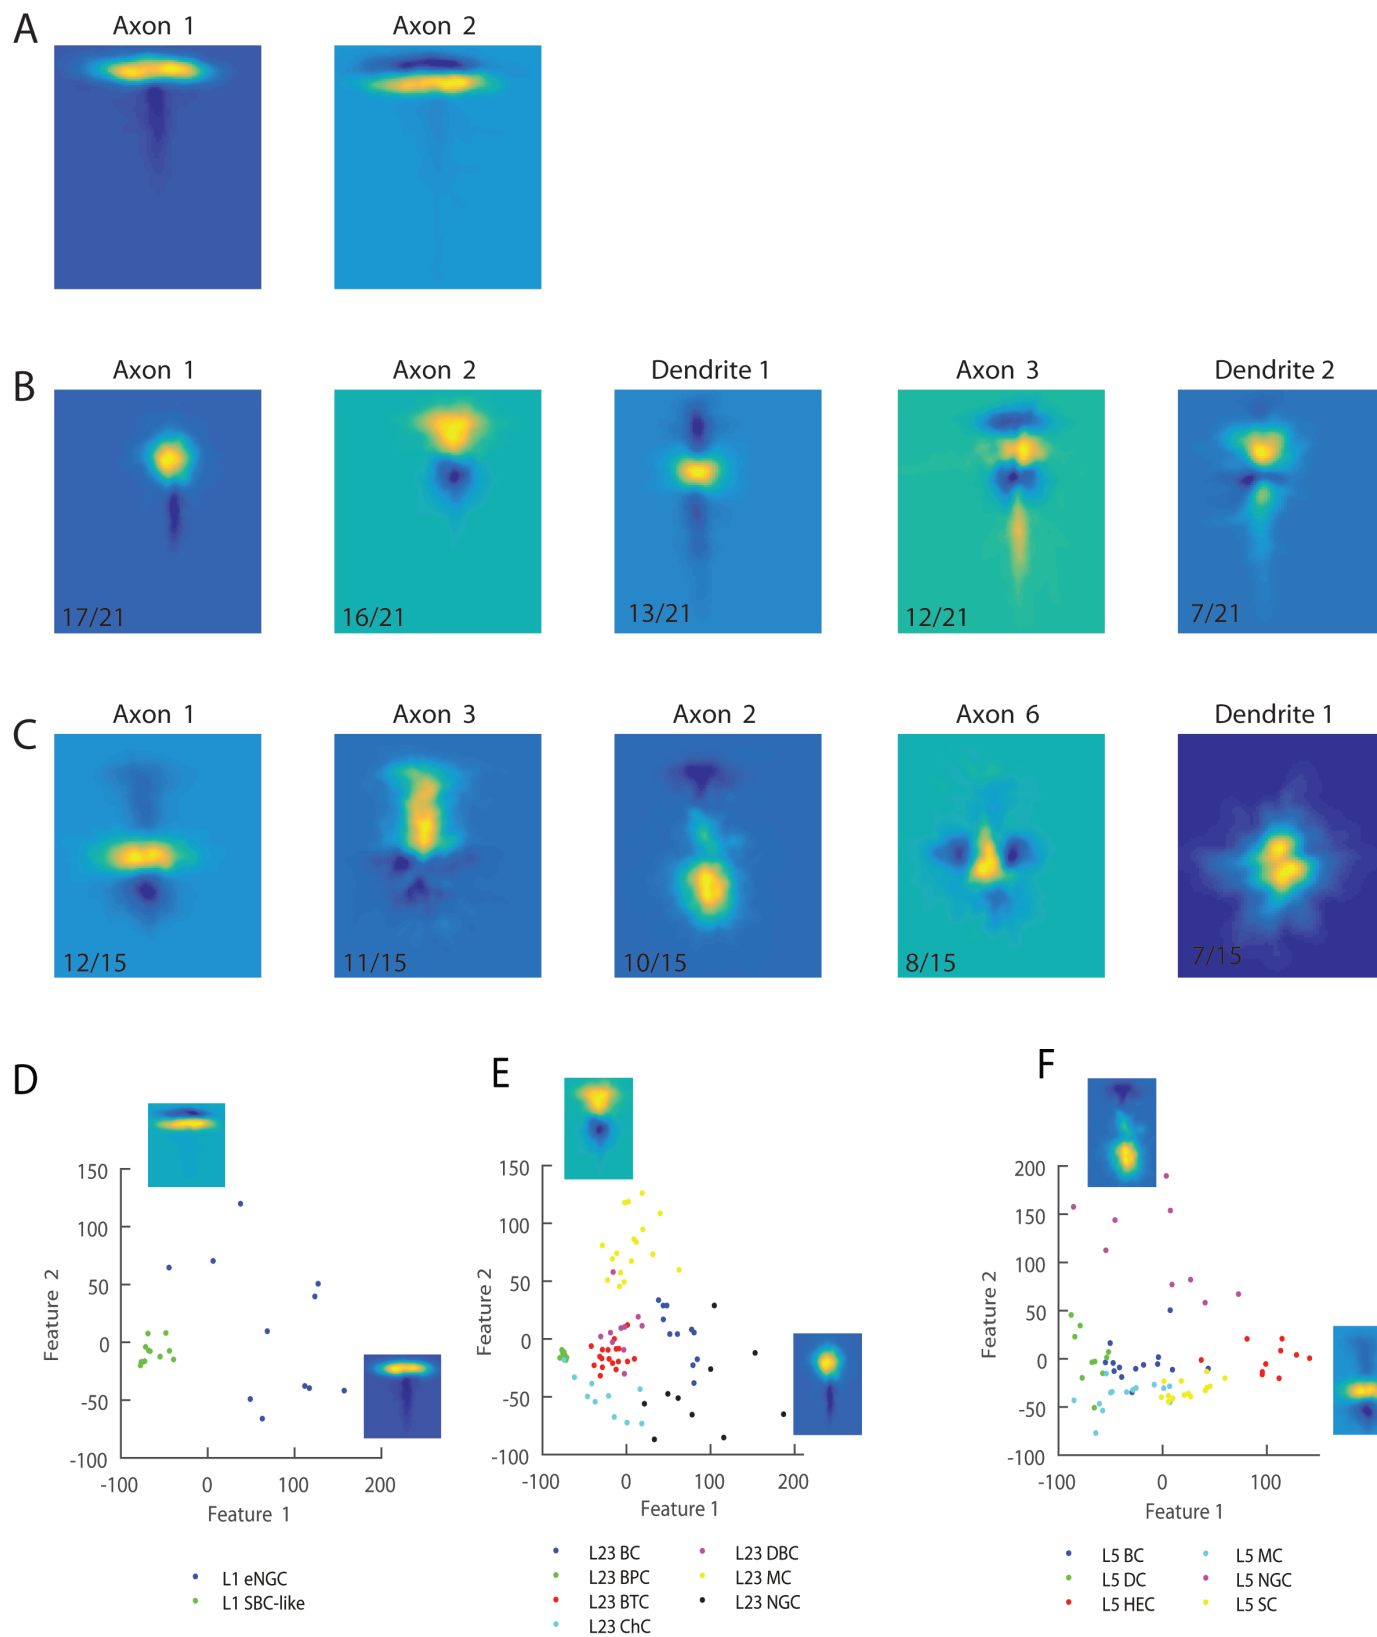 A
Axon 1
Axon 2
B
Axon 1
Axon 2
Dendrite 1
Axon 3
Dendrite 2
17/21
16/21
13/21
12/21
7/21
C
Axon 1
Axon 3
Axon 2
Axon 6
Dendrite 1
12/15
11/15
10/15
8/15
7/15
D
150
100
50
0
-50
-100
-100
0
100
200
Feature 2
Feature 1
L1 eNGC
L1 SBC-like
E
150
100
50
0
-50
-100
-100
0
100
200
Feature 2
Feature 1
L23 BC
L23 BPC
L23 BTC
L23 ChC
L23 DBC
L23 MC
L23 NGC
F
200
150
100
50
0
-50
-100
-100
0
100
Feature 2
Feature 1
L5 BC
L5 DC
L5 HEC
L5 MC
L5 NGC
L5 SC